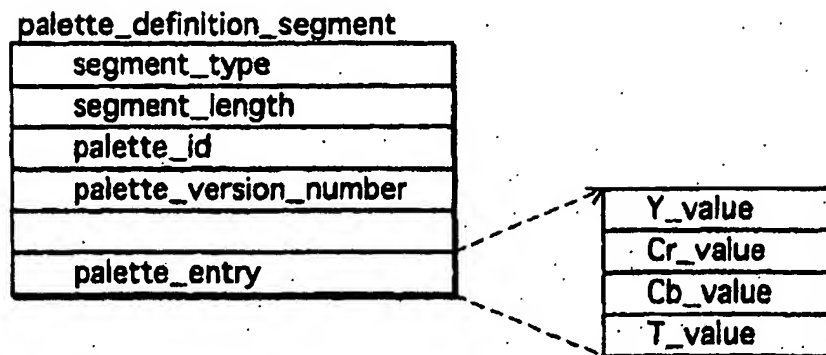 palette_definition_segment
segment_type
segment_length
palette_id
palette_version_number
palette_entry
Y_value
Cr_value
Cb_value
T_value